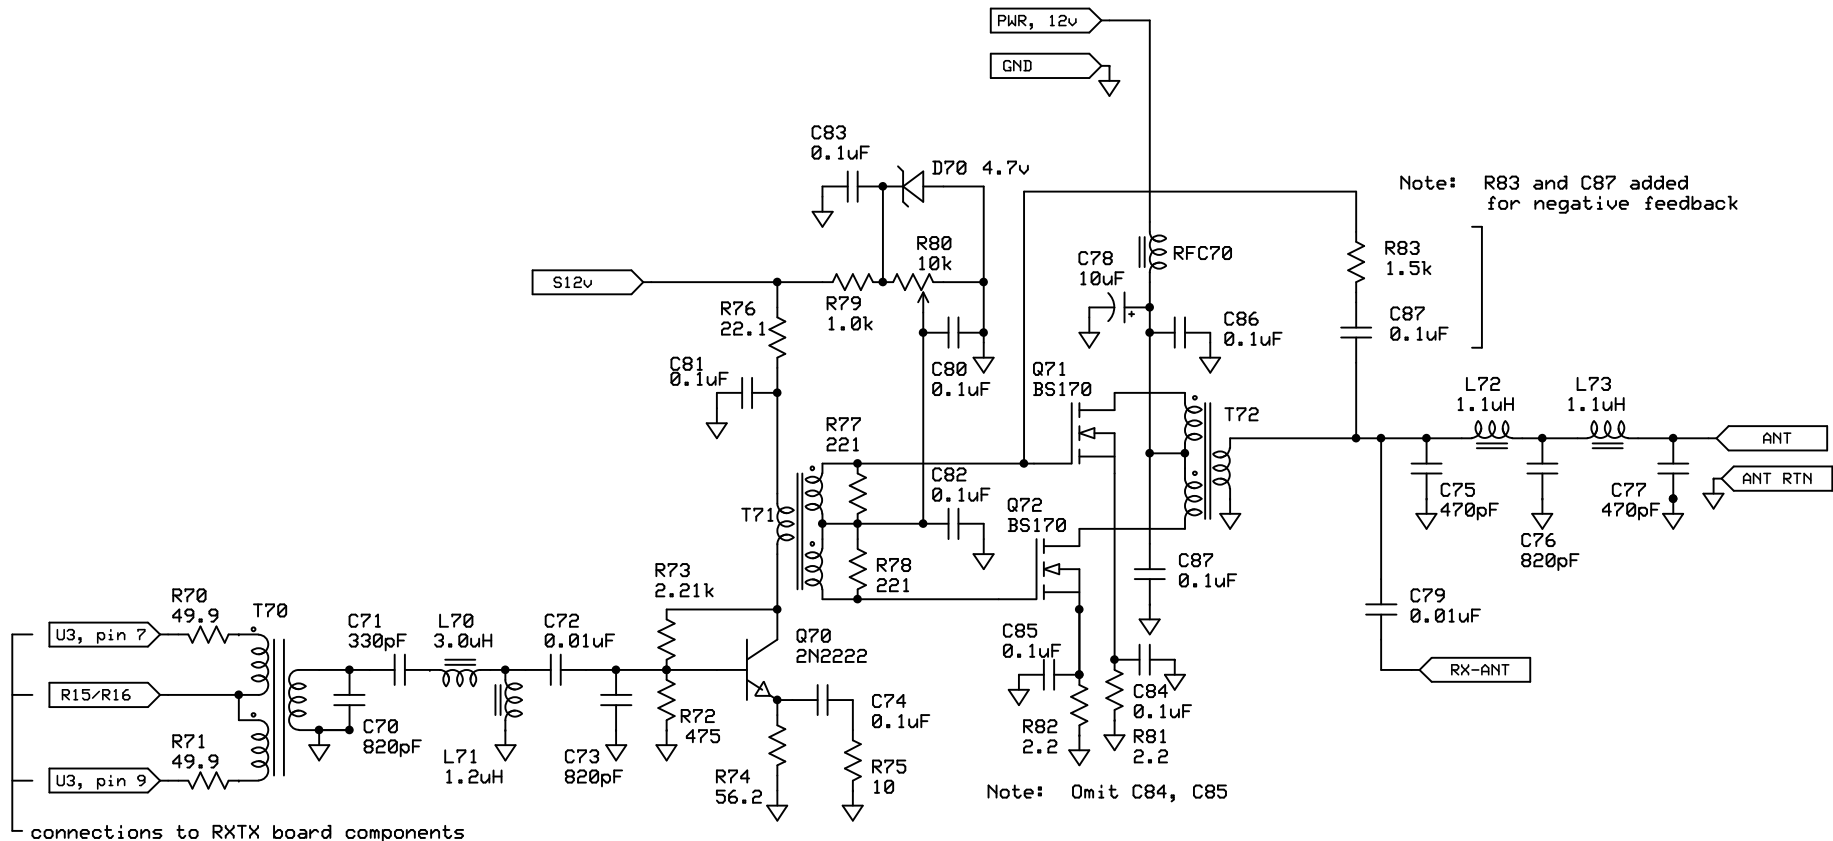 PWR, 12v
GND
C83
0.1uF
D70 4.7v
Note: R83 and C87 added
for negative feedback
R80
10k
C78
10uF
RFC70
R83
1.5k
S12v
R76
22.1
R79
1.0k
C86
0.1uF
C87
0.1uF
C81
0.1uF
C80
0.1uF
Q71
BS170
L72
1.1uH
L73
1.1uH
T72
R77
221
ANT
C82
0.1uF
ANT RTN
T71
Q72
BS170
C75
470pF
C77
470pF
C76
820pF
R73
2.21k
R78
221
C87
0.1uF
R70
49.9
T70
C79
0.01uF
C71
330pF
L70
3.0uH
C72
0.01uF
U3, pin 7
Q70
2N2222
C85
0.1uF
RX-ANT
R15/R16
C70
820pF
R72
475
C74
0.1uF
C84
0.1uF
R71
49.9
R82
2.2
R81
2.2
L71
1.2uH
C73
820pF
U3, pin 9
R74
56.2
R75
10
Note: Omit C84, C85
connections to RXTX board components